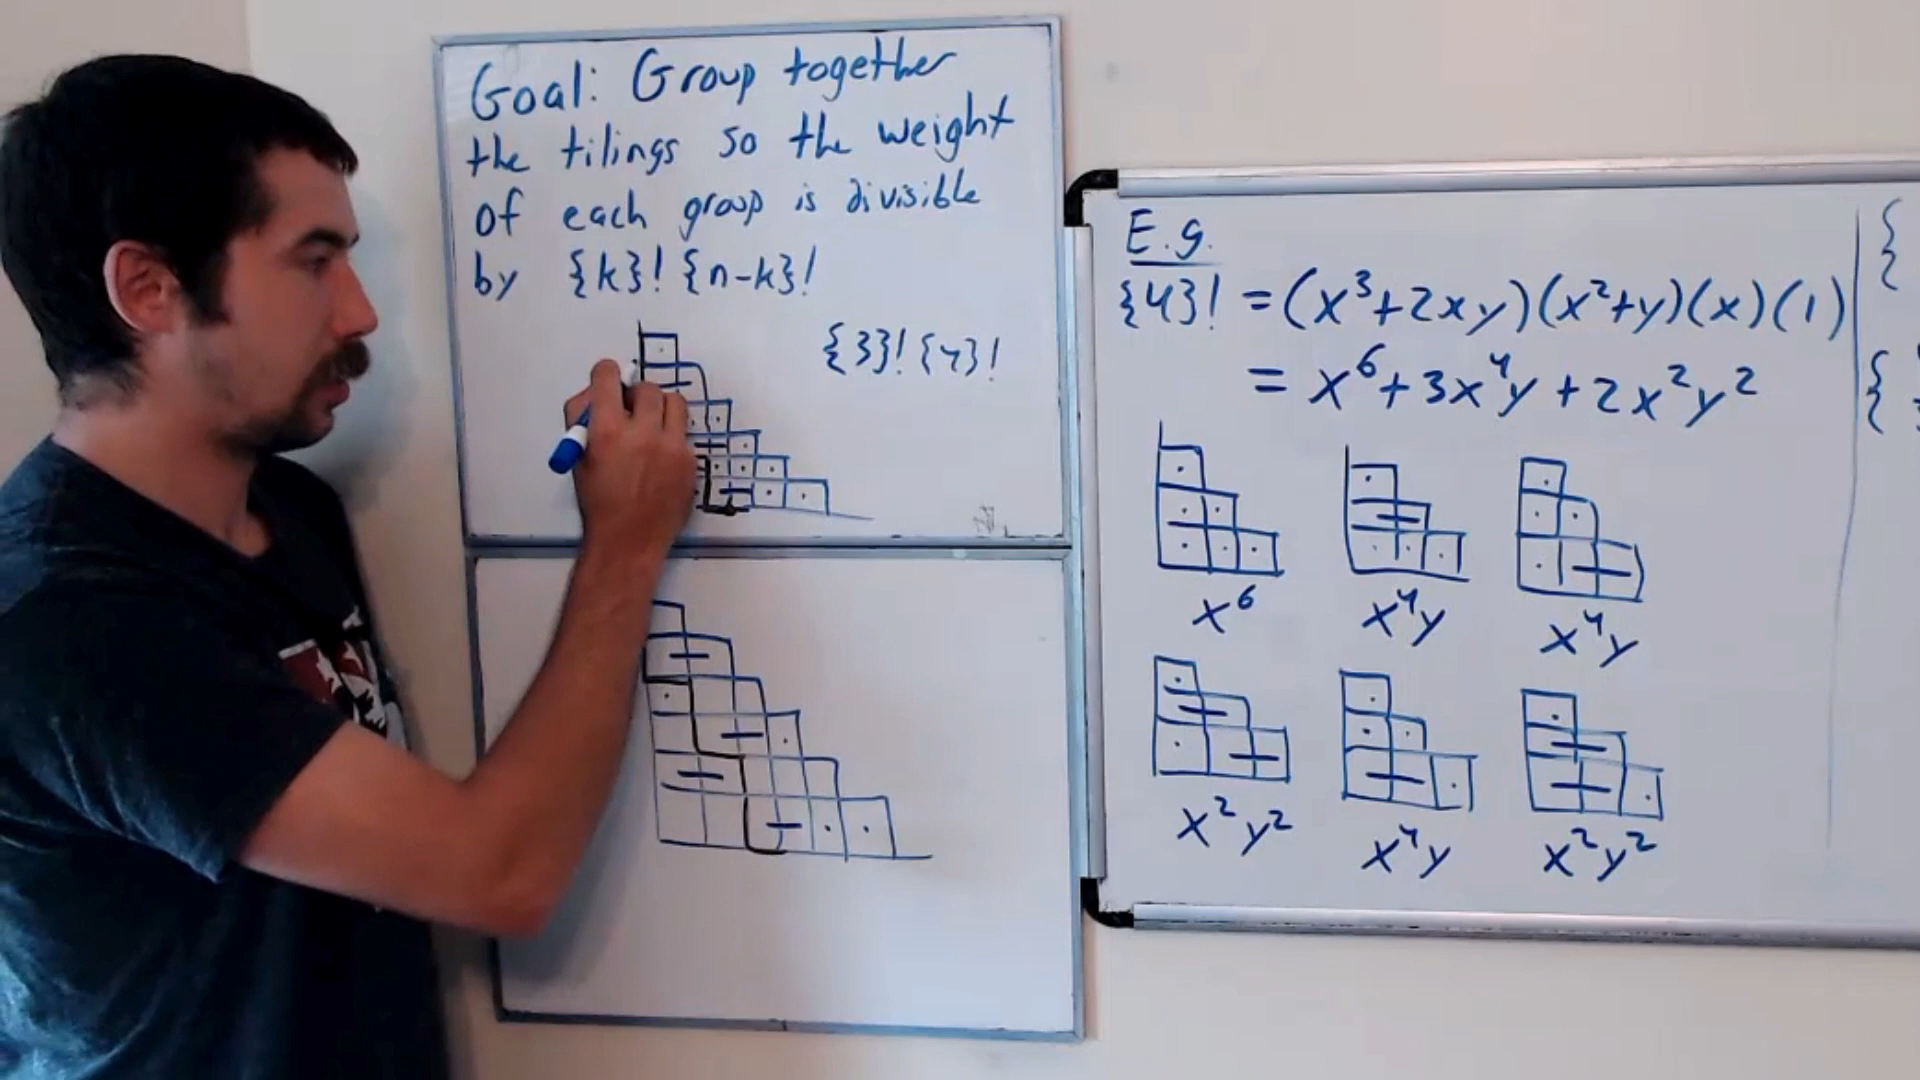 Goal: Group together
the tilings so the weight
of each group is divisible
by {k}! {n-k}!
{3}! {4}!
E.g.
{4}! = (x³+2xy)(x²+y)(x)(1)
= x⁶+3x⁴y+2x²y²
x⁶ x⁴y x⁴y
x²y² x⁴y x²y²